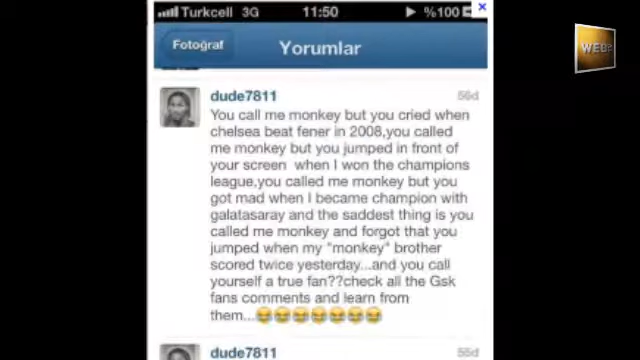 Turkcell 3G 11:50 %100
Fotoğraf
Yorumlar
WEB
dude7811 56d
You call me monkey but you cried when
chelsea beat fener in 2008,you called
me monkey but you jumped in front of
your screen when I won the champions
league,you called me monkey but you
got mad when I became champion with
galatasaray and the saddest thing is you
called me monkey and forgot that you
jumped when my "monkey" brother
scored twice yesterday...and you call
yourself a true fan??check all the Gsk
fans comments and learn from
them...😂😂😂😂😂😂😂
dude7811 55d